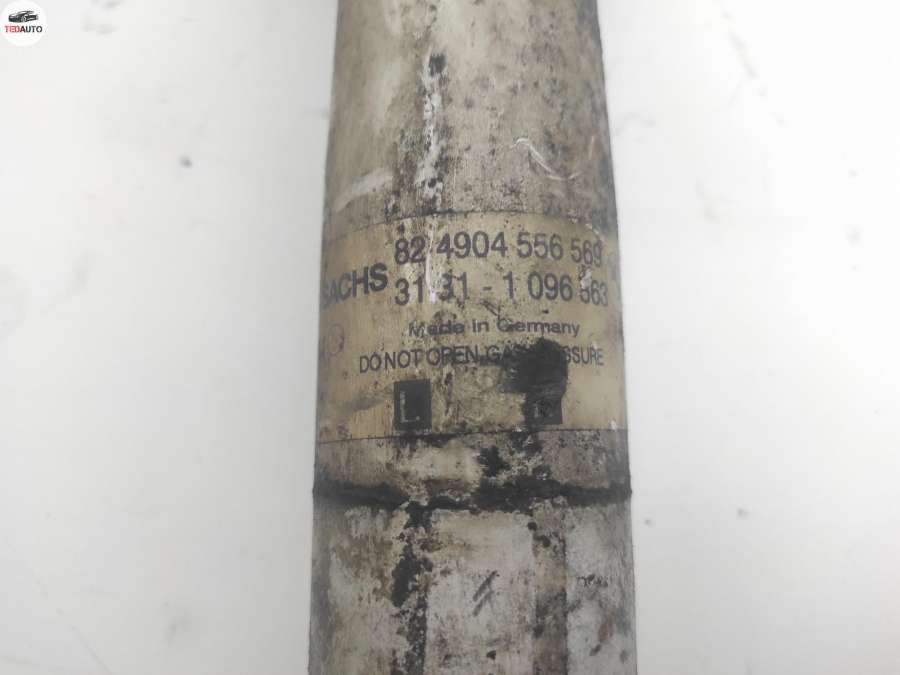 TEDAUTO
82 4904 556 569
SACHS
31.31 - 1 096 563
Made in Germany
DO NOT OPEN, GAS PRESSURE
L L